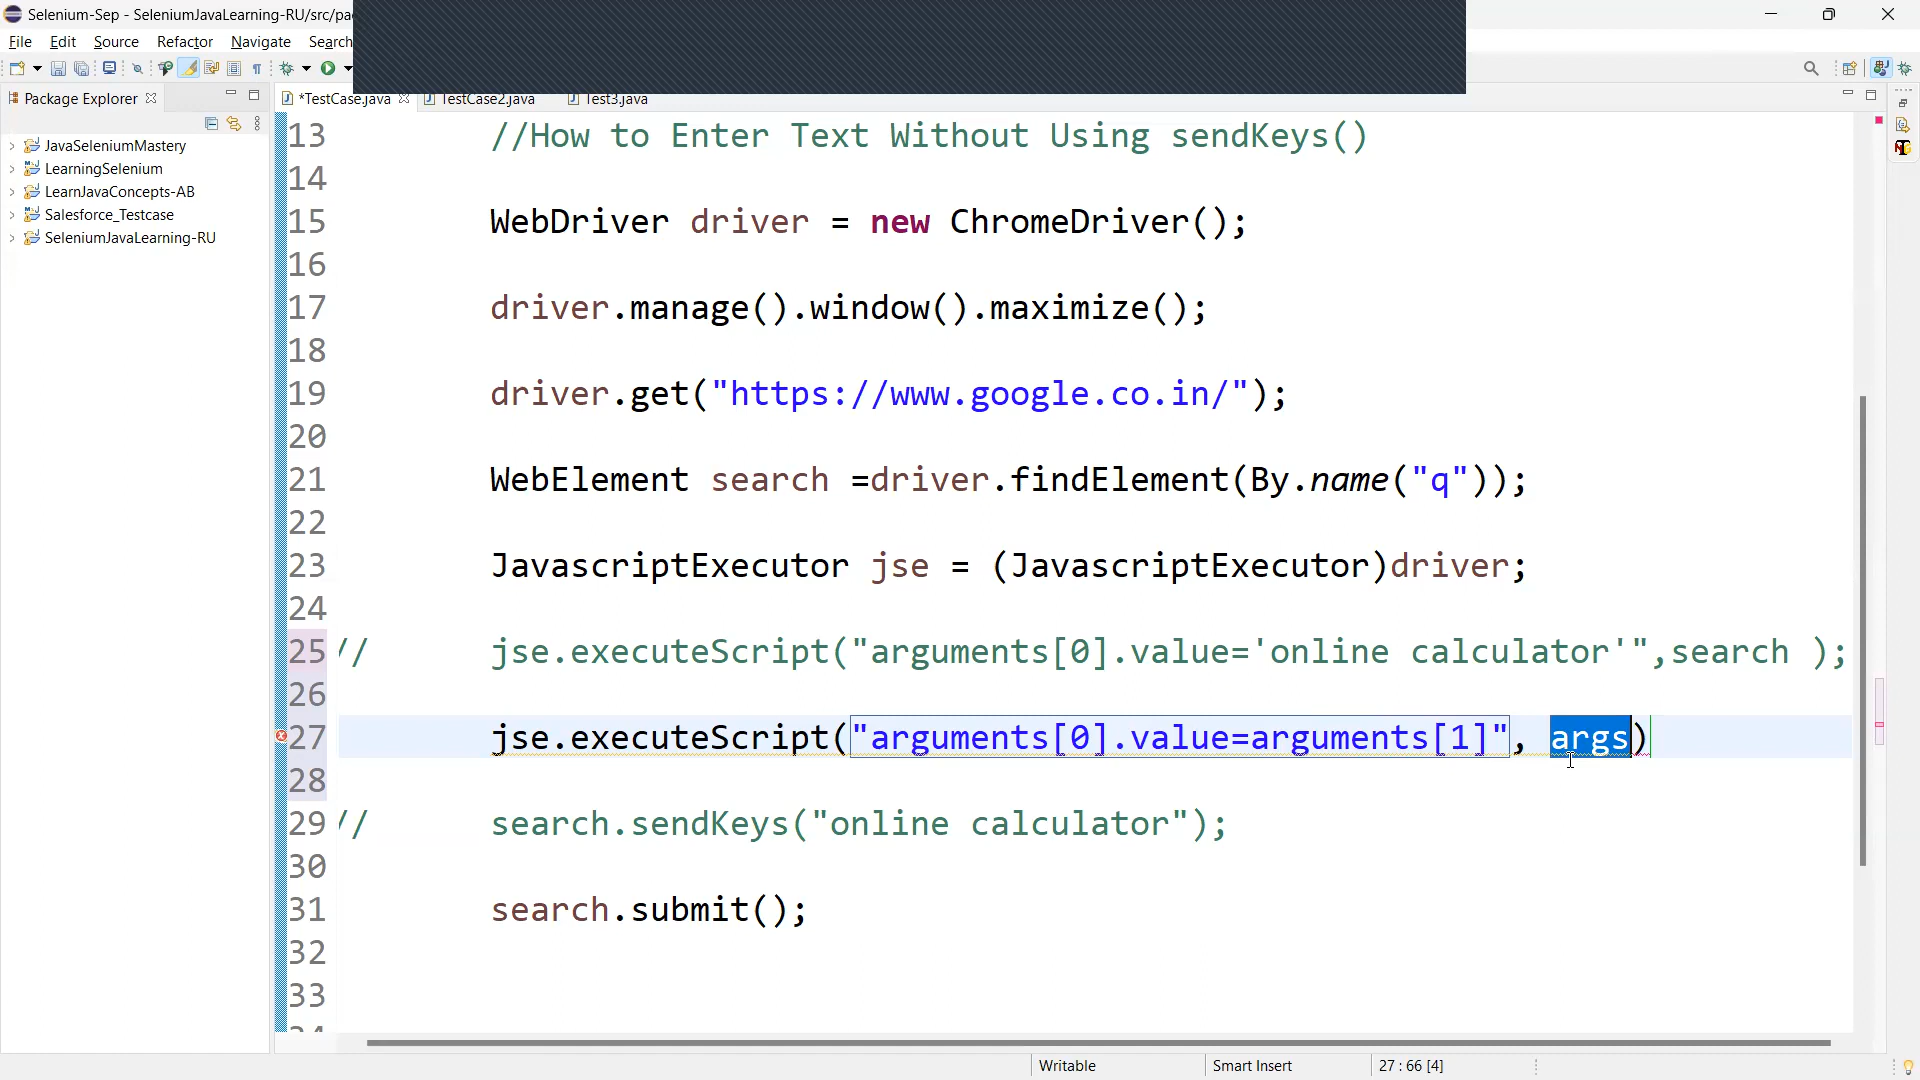 Selenium-Sep - SeleniumJavaLearning-RU/src/pa
File Edit Source Refactor Navigate Search
Package Explorer
*TestCase.java TestCase2.java Test3.java
JavaSeleniumMastery
LearningSelenium
LearnJavaConcepts-AB
Salesforce_Testcase
SeleniumJavaLearning-RU
13 //How to Enter Text Without Using sendKeys()
14
15 WebDriver driver = new ChromeDriver();
16
17 driver.manage().window().maximize();
18
19 driver.get("https://www.google.co.in/");
20
21 WebElement search =driver.findElement(By.name("q"));
22
23 JavascriptExecutor jse = (JavascriptExecutor)driver;
24
25 // jse.executeScript("arguments[0].value='online calculator'",search );
26
27 jse.executeScript("arguments[0].value=arguments[1]", args)
28
29 // search.sendKeys("online calculator");
30
31 search.submit();
32
33
Writable Smart Insert 27 : 66 [4]